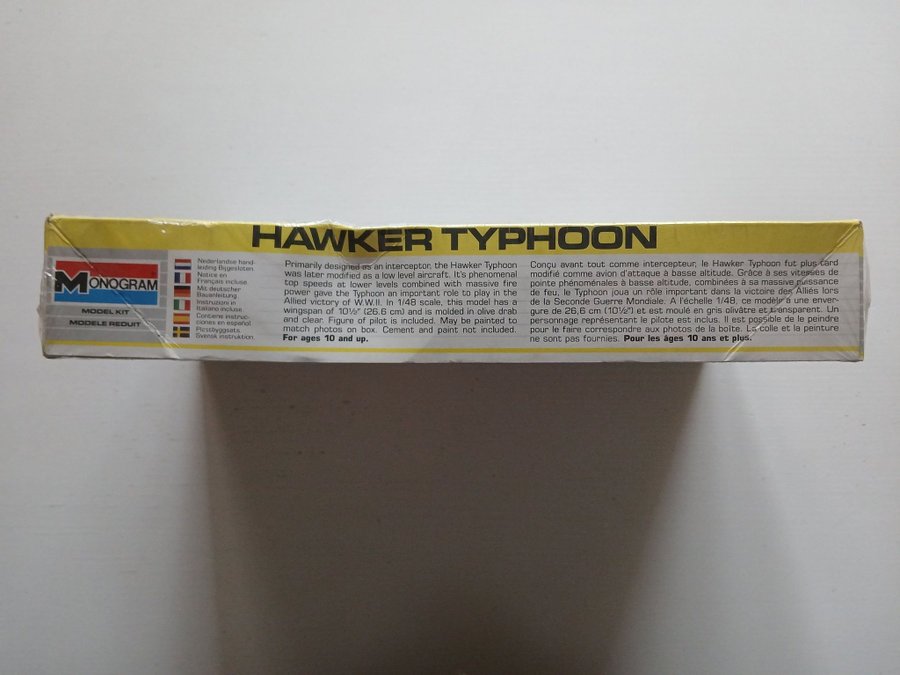 HAWKER TYPHOON
MONOGRAM
MODEL KIT
MODELE REDUIT
Nederlandse hand-
leiding Bijgesloten.
Notice en
Français incluse.
Mit deutscher
Bauanleitung.
Instruzioni in
italiano incluse
Contiene instruc-
ciones en español.
Plastbyggsats.
Svensk instruktion.
Primarily designed as an interceptor, the Hawker Typhoon
was later modified as a low level aircraft. It's phenomenal
top speeds at lower levels combined with massive fire
power gave the Typhoon an important role to play in the
Allied victory of W.W.II. In 1/48 scale, this model has a
wingspan of 10½" (26.6 cm) and is molded in olive drab
and clear. Figure of pilot is included. May be painted to
match photos on box. Cement and paint not included.
For ages 10 and up.
Conçu avant tout comme intercepteur, le Hawker Typhoon fut plus tard
modifié comme avion d'attaque à basse altitude. Grâce à ses vitesses de
pointe phénoménales à basse altitude, combinées à sa massive puissance
de feu, le Typhoon joua un rôle important dans la victoire des Alliés lors
de la Seconde Guerre Mondiale. A l'échelle 1/48, ce modèle a une enver-
gure de 26,6 cm (10½") et est moulé en gris olivâtre et transparent. Un
personnage représentant le pilote est inclus. Il est possible de le peindre
pour le faire correspondre aux photos de la boîte. La colle et la peinture
ne sont pas fournies. Pour les âges 10 ans et plus.